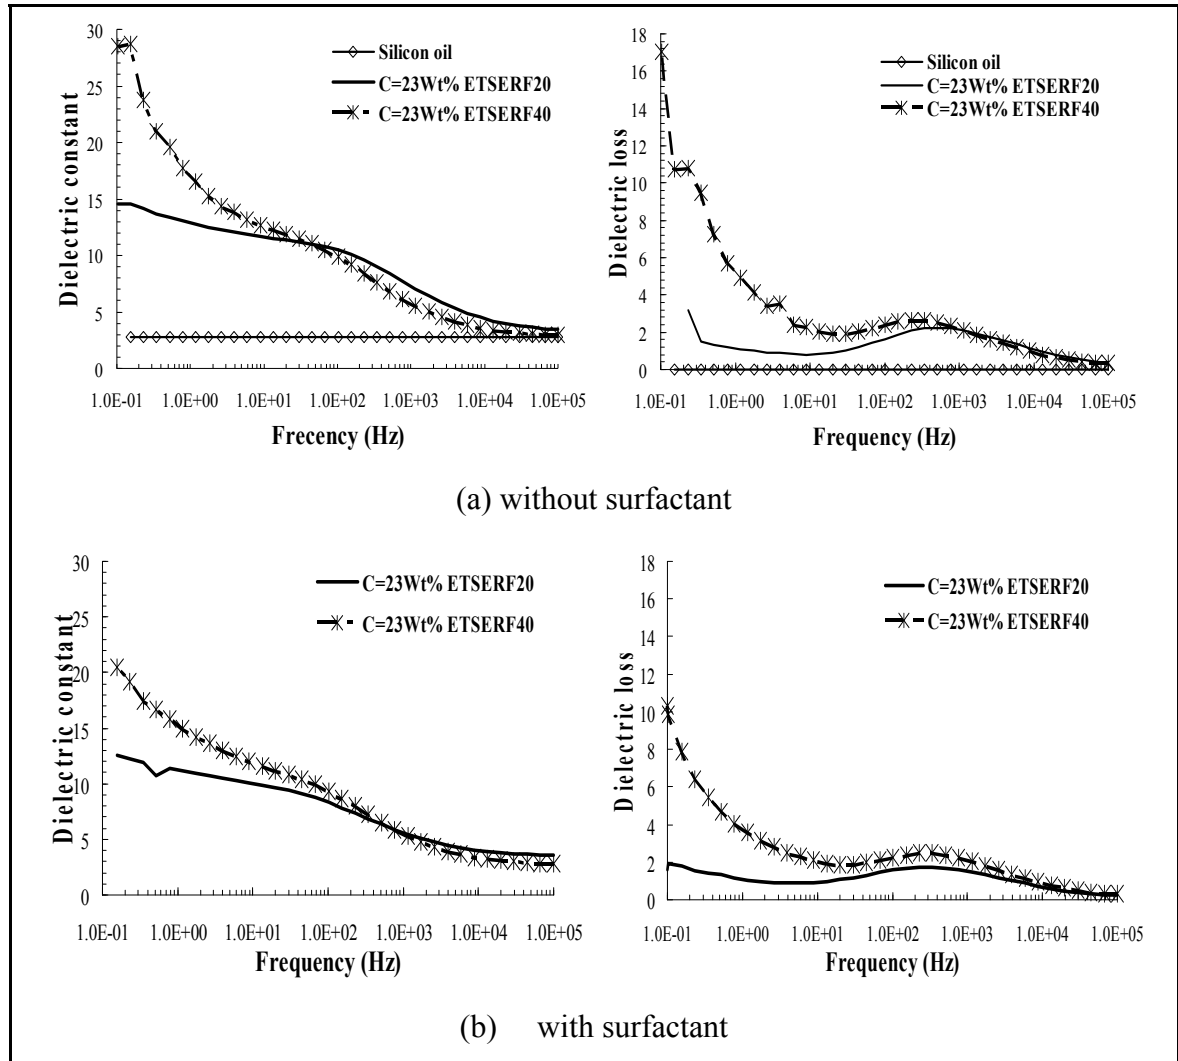 30
25
20
15
10
5
0
Dielectric constant
Silicon oil
C=23Wt% ETSERF20
C=23Wt% ETSERF40
1.0E-01 1.0E+00 1.0E+01 1.0E+02 1.0E+03 1.0E+04 1.0E+05
Frecency (Hz)
18
16
14
12
10
8
6
4
2
0
Dielectric loss
Silicon oil
C=23Wt% ETSERF20
C=23Wt% ETSERF40
1.0E-01 1.0E+00 1.0E+01 1.0E+02 1.0E+03 1.0E+04 1.0E+05
Frequency (Hz)
(a) without surfactant
30
25
20
15
10
5
0
Dielectric constant
C=23Wt% ETSERF20
C=23Wt% ETSERF40
1.0E-01 1.0E+00 1.0E+01 1.0E+02 1.0E+03 1.0E+04 1.0E+05
Frequency (Hz)
18
16
14
12
10
8
6
4
2
0
Dielectric loss
C=23Wt% ETSERF20
C=23Wt% ETSERF40
1.0E-01 1.0E+00 1.0E+01 1.0E+02 1.0E+03 1.0E+04 1.0E+05
Frequency (Hz)
(b) with surfactant